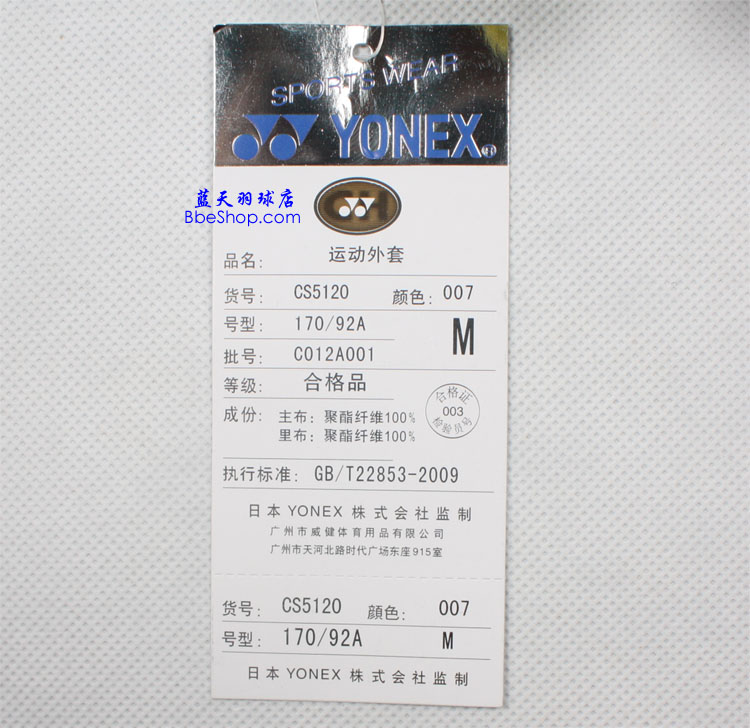 SPORTS WEAR
YONEX®
蓝天羽球店
BbeShop.com
品名: 运动外套
货号: CS5120 颜色: 007
号型: 170/92A M
批号: C012A001
等级: 合格品
合格证
003
检验员号
成份: 主布: 聚酯纤维100%
里布: 聚酯纤维100%
执行标准: GB/T22853-2009
日本 YONEX 株式会社监制
广州市威健体育用品有限公司
广州市天河北路时代广场东座915室
货号: CS5120 顔色: 007
号型: 170/92A M
日本 YONEX 株式会社监制